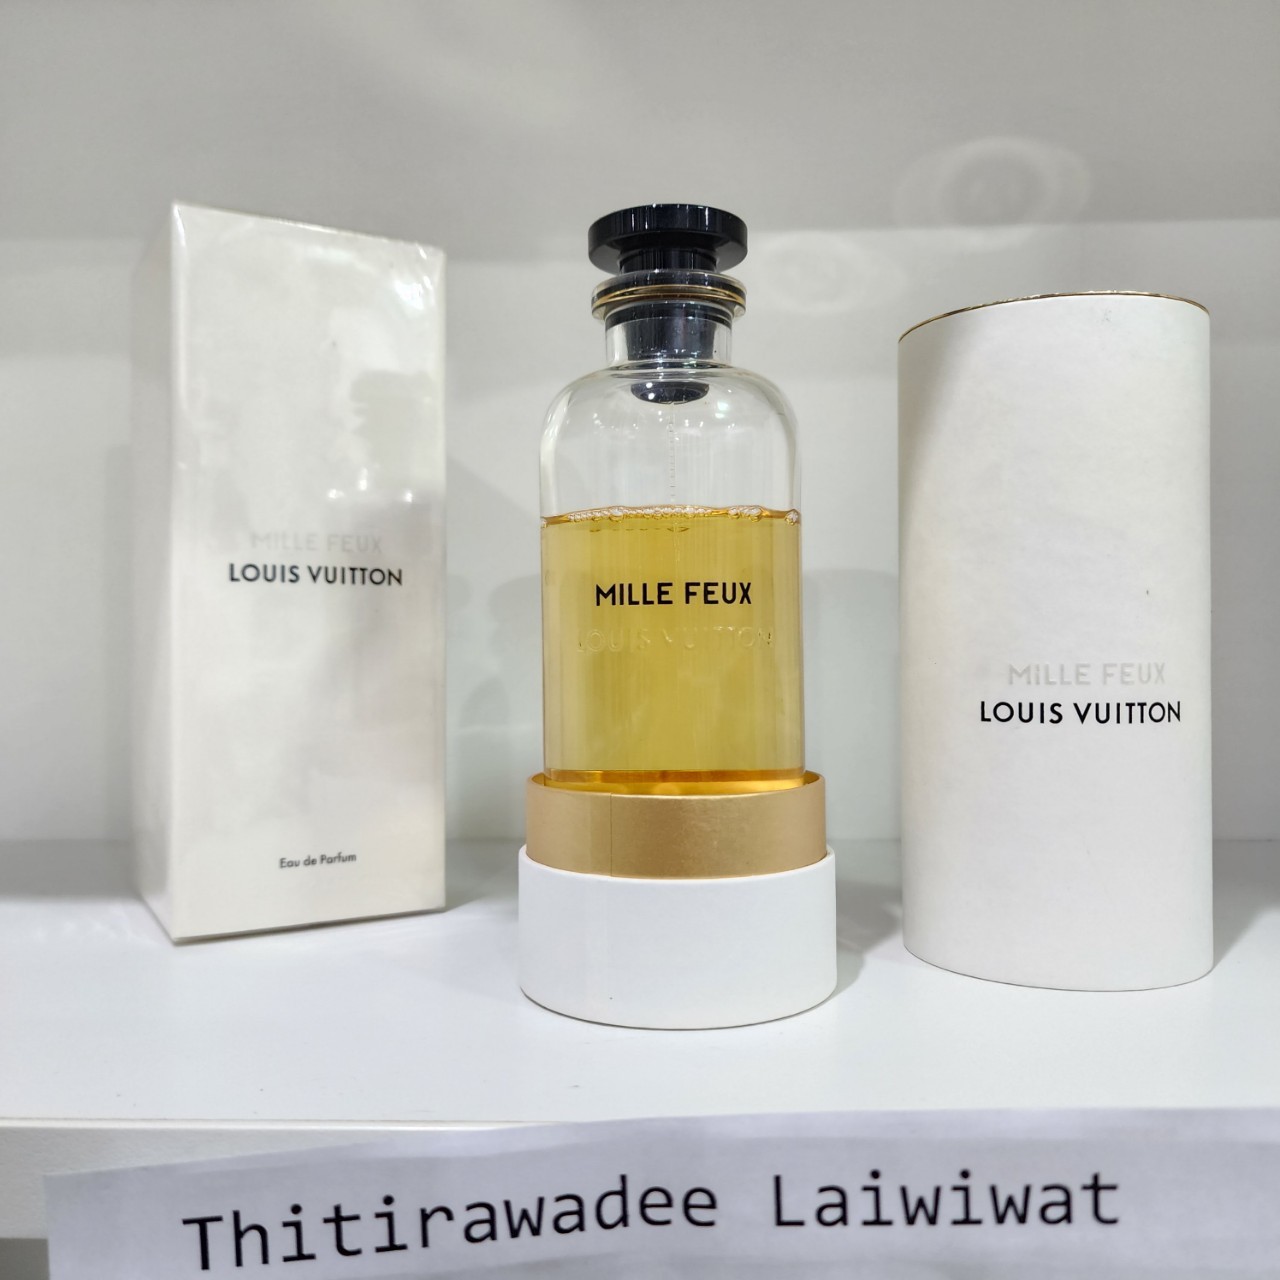 MILLE FEUX
LOUIS VUITTON
Eau de Parfum
MILLE FEUX
LOUIS VUITTON
MILLE FEUX
LOUIS VUITTON
Thitirawadee Laiwiwat